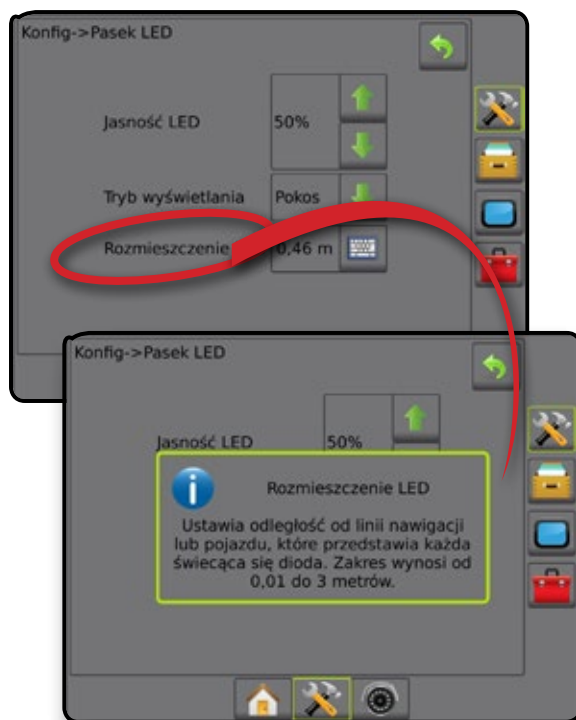 Konfig->Pasek LED
Jasność LED 50%
Tryb wyświetlania Pokos
Rozmieszczenie 0,46 m
Konfig->Pasek LED
Jasność LED 50%
Rozmieszczenie LED
Ustawia odległość od linii nawigacji
lub pojazdu, które przedstawia każda
świecąca się dioda. Zakres wynosi od
0,01 do 3 metrów.